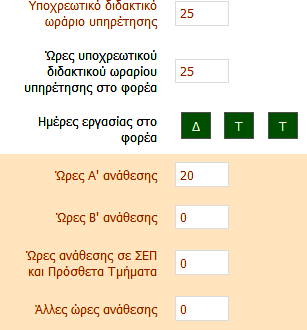 Υποχρεωτικό διδακτικό
ωράριο υπηρέτησης 25
Ώρες υποχρεωτικού
διδακτικού ωραρίου 25
υπηρέτησης στο φορέα
Ημέρες εργασίας στο Δ Τ Τ
φορέα
Ώρες Α' ανάθεσης 20
Ώρες Β' ανάθεσης 0
Ώρες ανάθεσης σε ΣΕΠ 0
και Πρόσθετα Τμήματα
Άλλες ώρες ανάθεσης 0